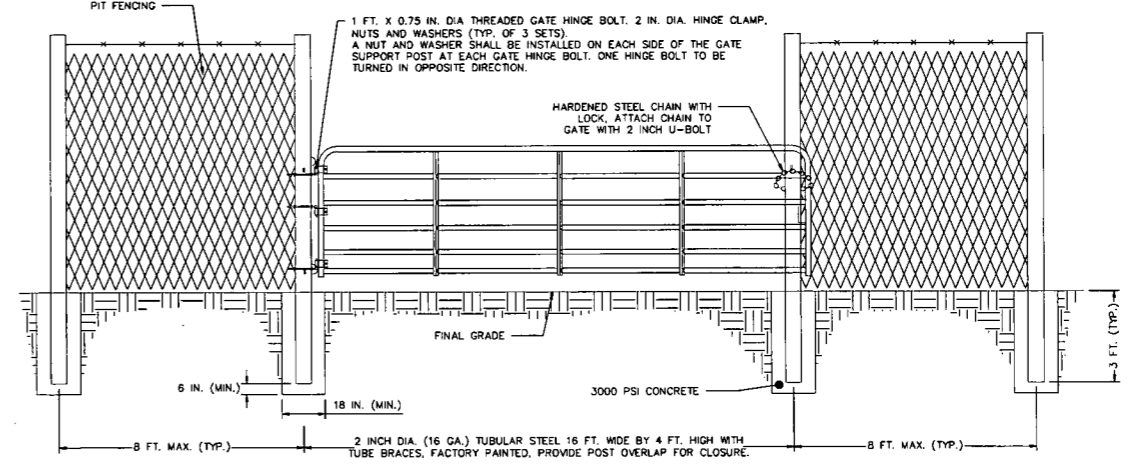 PIT FENCING
1 FT. X 0.75 IN. DIA THREADED GATE HINGE BOLT. 2 IN. DIA. HINGE CLAMP,
NUTS AND WASHERS (TYP. OF 3 SETS).
A NUT AND WASHER SHALL BE INSTALLED ON EACH SIDE OF THE GATE
SUPPORT POST AT EACH GATE HINGE BOLT. ONE HINGE BOLT TO BE
TURNED IN OPPOSITE DIRECTION.
HARDENED STEEL CHAIN WITH
LOCK, ATTACH CHAIN TO
GATE WITH 2 INCH U-BOLT
FINAL GRADE
3 FT. (TYP.)
6 IN. (MIN.)
18 IN. (MIN.)
3000 PSI CONCRETE
8 FT. MAX. (TYP.)
2 INCH DIA. (16 GA.) TUBULAR STEEL 16 FT. WIDE BY 4 FT. HIGH WITH
TUBE BRACES, FACTORY PAINTED, PROVIDE POST OVERLAP FOR CLOSURE.
8 FT. MAX. (TYP.)